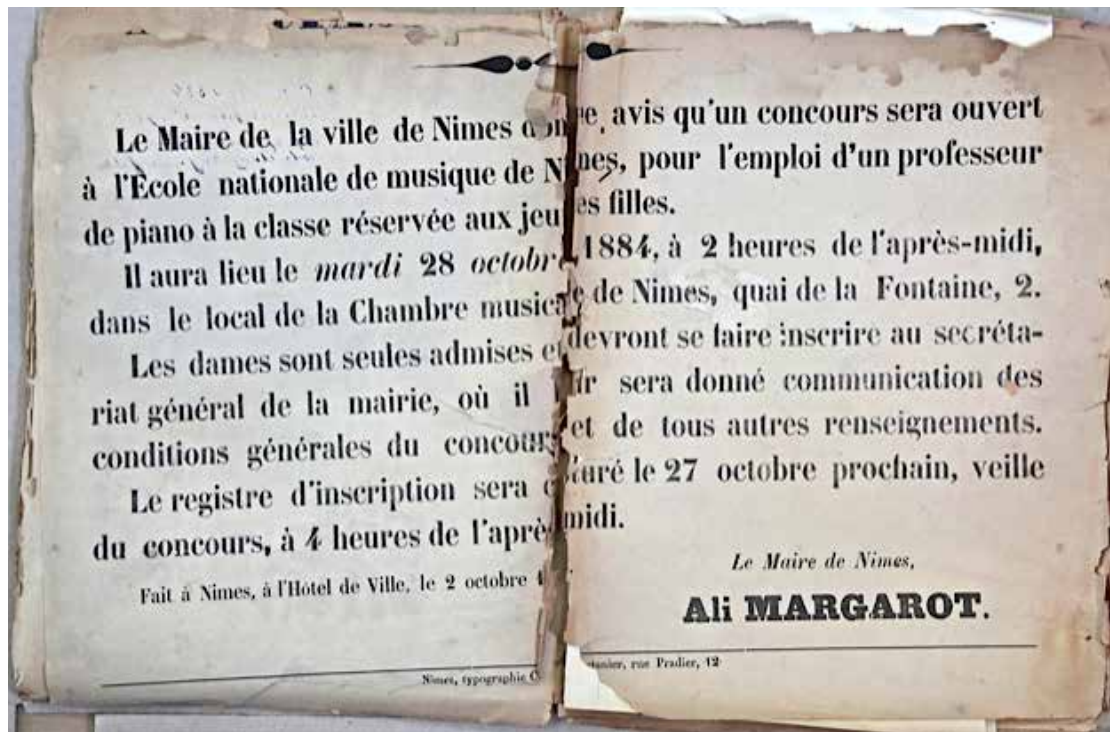 Le Maire de la ville de Nimes donne avis qu'un concours sera ouvert
à l'École nationale de musique de Nimes, pour l'emploi d'un professeur
de piano à la classe réservée aux jeunes filles.
Il aura lieu le mardi 28 octobre 1884, à 2 heures de l'après-midi,
dans le local de la Chambre musicale de Nimes, quai de la Fontaine, 2.
Les dames sont seules admises et devront se faire inscrire au secréta-
riat général de la mairie, où il sera donné communication des
conditions générales du concours et de tous autres renseignements.
Le registre d'inscription sera clôturé le 27 octobre prochain, veille
du concours, à 4 heures de l'après-midi.
Fait à Nimes, à l'Hôtel de Ville, le 2 octobre
Le Maire de Nimes,
Ali MARGAROT.
Nimes, typographie rue Pradier, 12